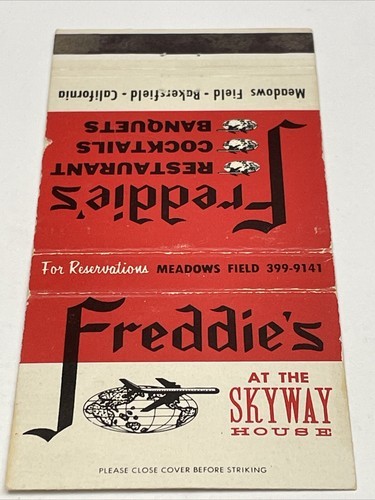 Meadows Field - Bakersfield - California
Freddie's
RESTAURANT
COCKTAILS
BANQUETS
For Reservations MEADOWS FIELD 399-9141
Freddie's
AT THE
SKYWAY
HOUSE
PLEASE CLOSE COVER BEFORE STRIKING